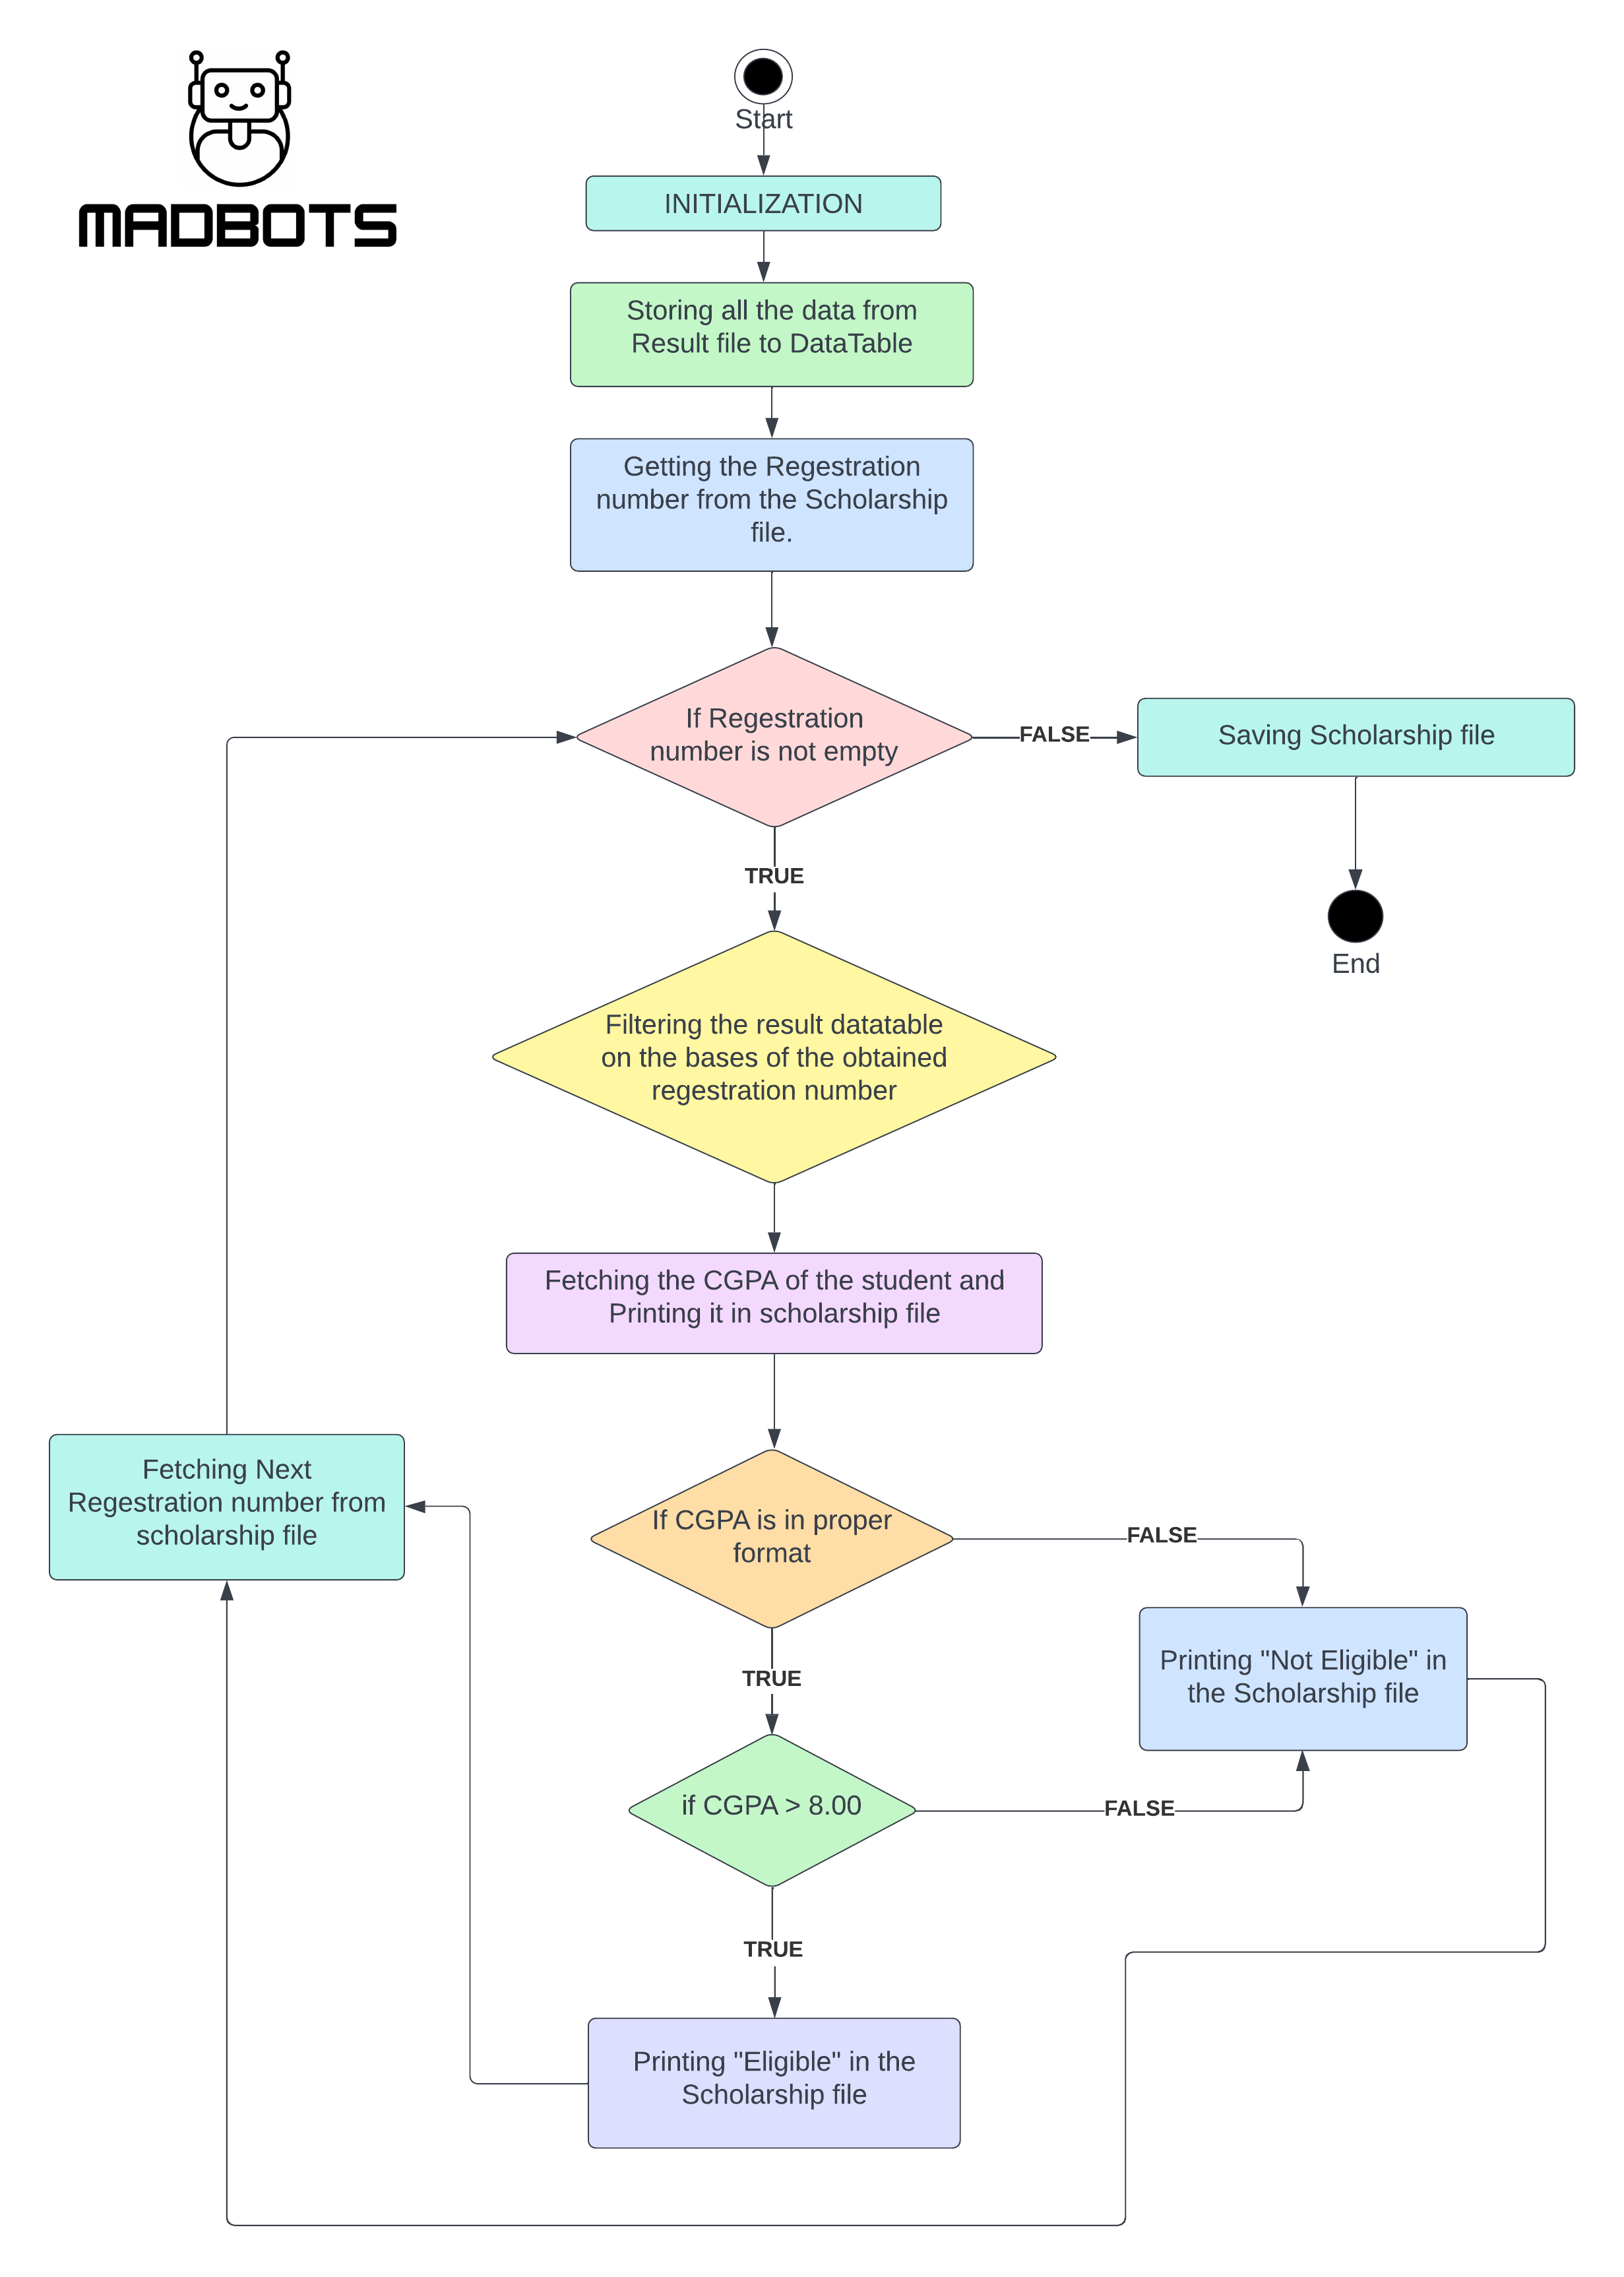 MADBOTS
Start
INITIALIZATION
Storing all the data from
Result file to DataTable
Getting the Regestration
number from the Scholarship
file.
If Regestration
number is not empty
FALSE
Saving Scholarship file
End
TRUE
Filtering the result datatable
on the bases of the obtained
regestration number
Fetching the CGPA of the student and
Printing it in scholarship file
Fetching Next
Regestration number from
scholarship file
If CGPA is in proper
format
FALSE
Printing "Not Eligible" in
the Scholarship file
TRUE
if CGPA > 8.00
FALSE
TRUE
Printing "Eligible" in the
Scholarship file